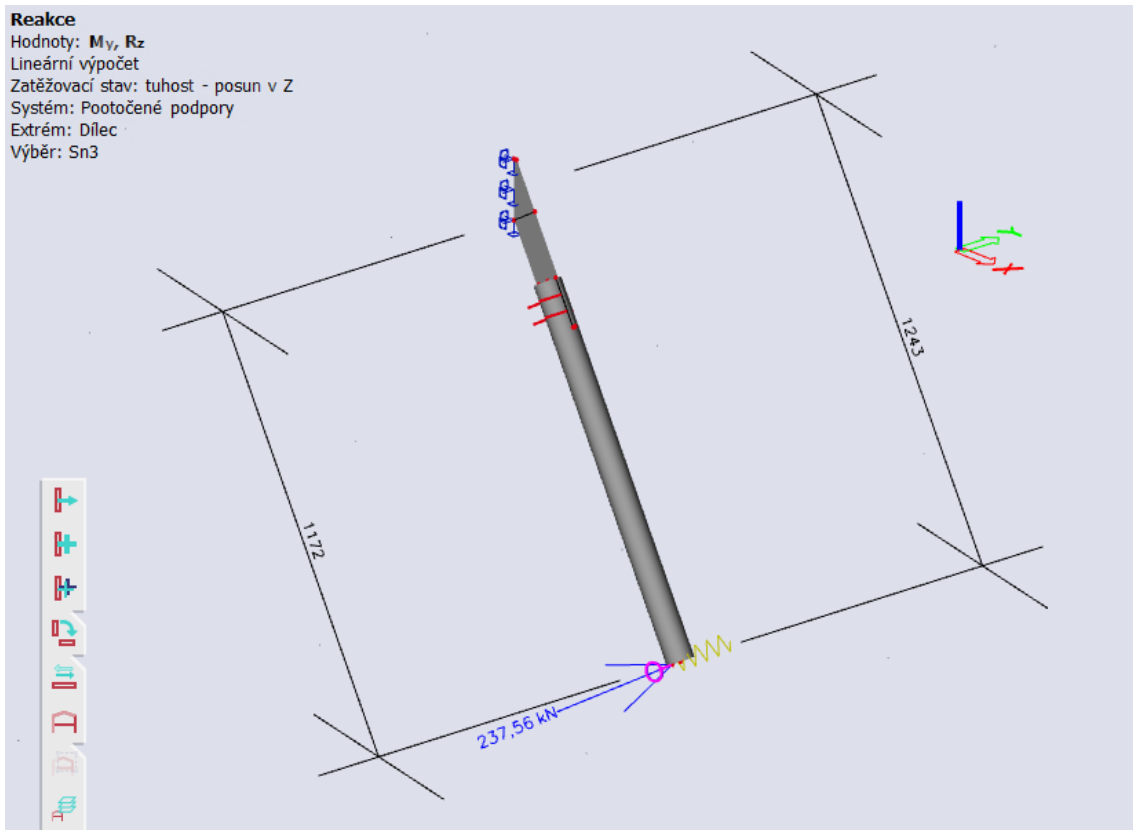 Reakce
Hodnoty: My, Rz
Lineární výpočet
Zatěžovací stav: tuhost - posun v Z
Systém: Pootočené podpory
Extrém: Dílec
Výběr: Sn3
Y
X
1243
1172
237,56 kN